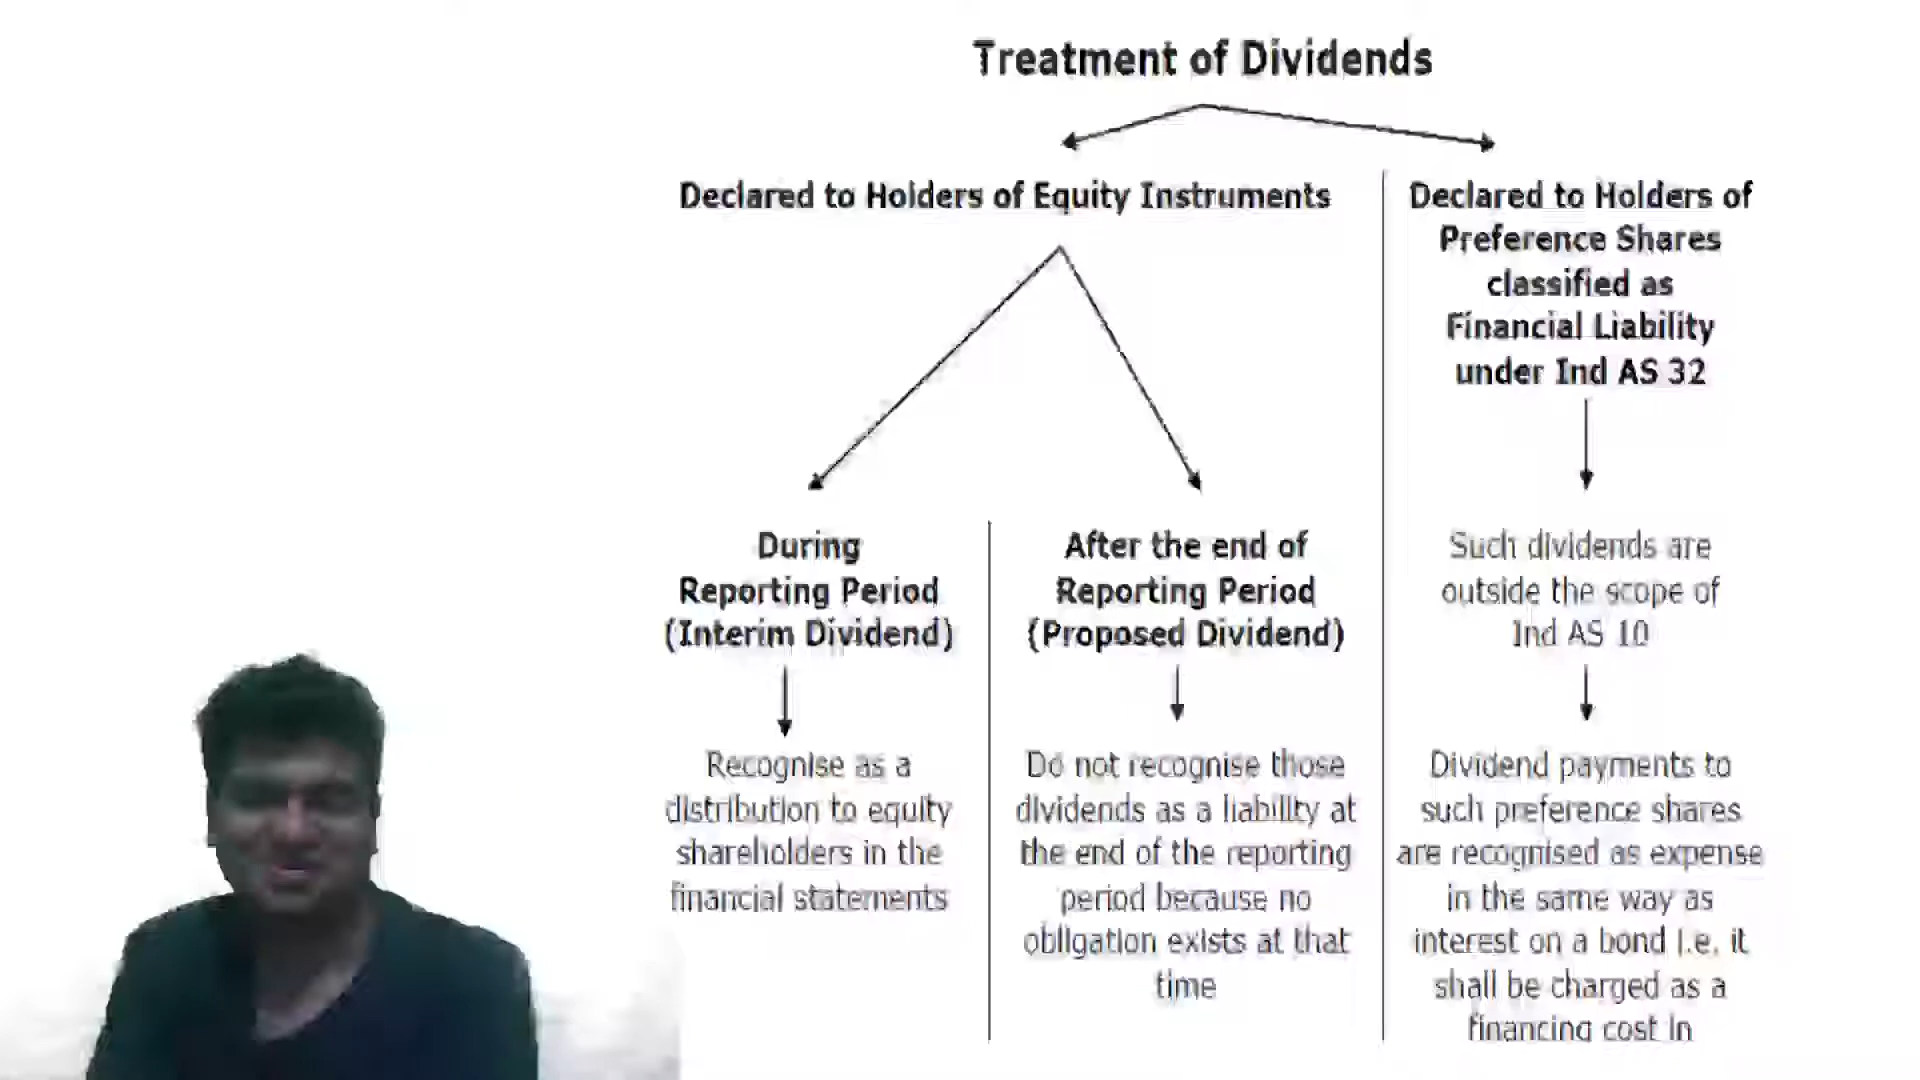 Treatment of Dividends
Declared to Holders of Equity Instruments
During
Reporting Period
(Interim Dividend)
Recognise as a
distribution to equity
shareholders in the
financial statements
After the end of
Reporting Period
(Proposed Dividend)
Do not recognise those
dividends as a liability at
the end of the reporting
period because no
obligation exists at that
time
Declared to Holders of
Preference Shares
classified as
Financial Liability
under Ind AS 32
Such dividends are
outside the scope of
Ind AS 10
Dividend payments to
such preference shares
are recognised as expense
in the same way as
interest on a bond i.e. it
shall be charged as a
financing cost in